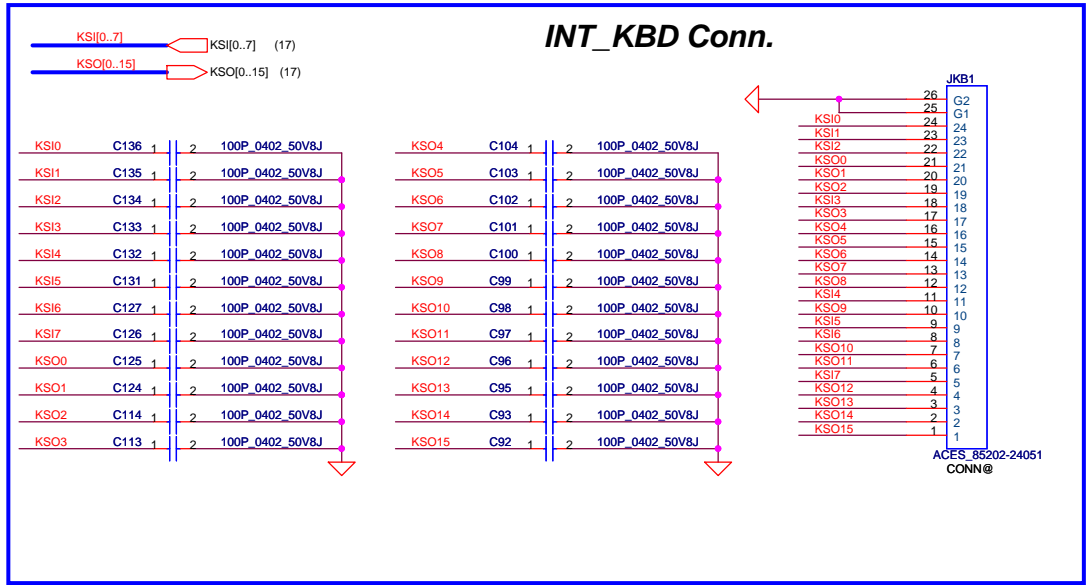 INT_KBD Conn.
KSI[0..7] KSI[0..7] (17)
KSO[0..15] KSO[0..15] (17)
KSI0 C136 1 2 100P_0402_50V8J
KSI1 C135 1 2 100P_0402_50V8J
KSI2 C134 1 2 100P_0402_50V8J
KSI3 C133 1 2 100P_0402_50V8J
KSI4 C132 1 2 100P_0402_50V8J
KSI5 C131 1 2 100P_0402_50V8J
KSI6 C127 1 2 100P_0402_50V8J
KSI7 C126 1 2 100P_0402_50V8J
KSO0 C125 1 2 100P_0402_50V8J
KSO1 C124 1 2 100P_0402_50V8J
KSO2 C114 1 2 100P_0402_50V8J
KSO3 C113 1 2 100P_0402_50V8J
KSO4 C104 1 2 100P_0402_50V8J
KSO5 C103 1 2 100P_0402_50V8J
KSO6 C102 1 2 100P_0402_50V8J
KSO7 C101 1 2 100P_0402_50V8J
KSO8 C100 1 2 100P_0402_50V8J
KSO9 C99 1 2 100P_0402_50V8J
KSO10 C98 1 2 100P_0402_50V8J
KSO11 C97 1 2 100P_0402_50V8J
KSO12 C96 1 2 100P_0402_50V8J
KSO13 C95 1 2 100P_0402_50V8J
KSO14 C93 1 2 100P_0402_50V8J
KSO15 C92 1 2 100P_0402_50V8J
JKB1
26 G2
25 G1
KSI0 24 24
KSI1 23 23
KSI2 22 22
KSO0 21 21
KSO1 20 20
KSO2 19 19
KSI3 18 18
KSO3 17 17
KSO4 16 16
KSO5 15 15
KSO6 14 14
KSO7 13 13
KSO8 12 12
KSI4 11 11
KSO9 10 10
KSI5 9 9
KSI6 8 8
KSO10 7 7
KSO11 6 6
KSI7 5 5
KSO12 4 4
KSO13 3 3
KSO14 2 2
KSO15 1 1
ACES_85202-24051
CONN@